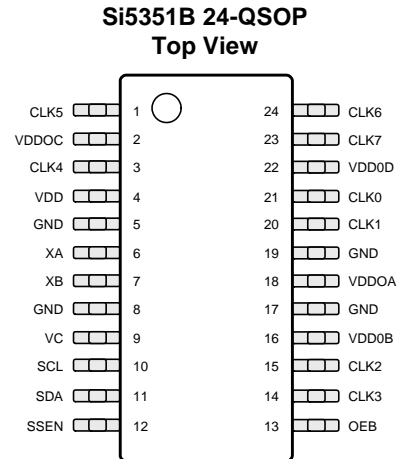 Si5351B 24-QSOP
Top View
CLK5 1 24 CLK6
VDDOC 2 23 CLK7
CLK4 3 22 VDD0D
VDD 4 21 CLK0
GND 5 20 CLK1
XA 6 19 GND
XB 7 18 VDDOA
GND 8 17 GND
VC 9 16 VDD0B
SCL 10 15 CLK2
SDA 11 14 CLK3
SSEN 12 13 OEB